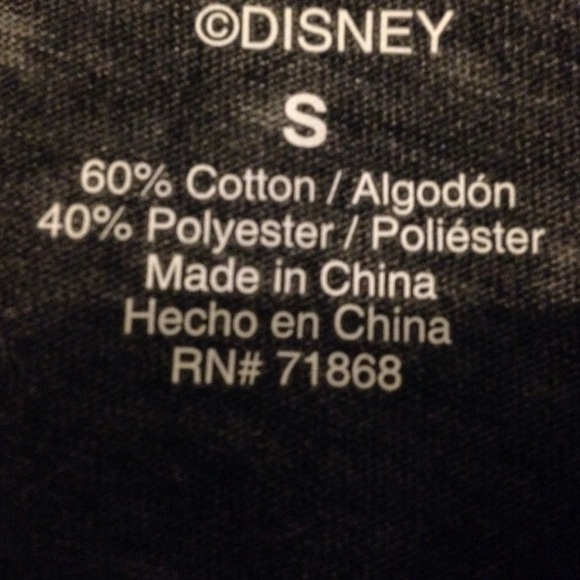 ©DISNEY
S
60% Cotton / Algodón
40% Polyester / Poliéster
Made in China
Hecho en China
RN# 71868